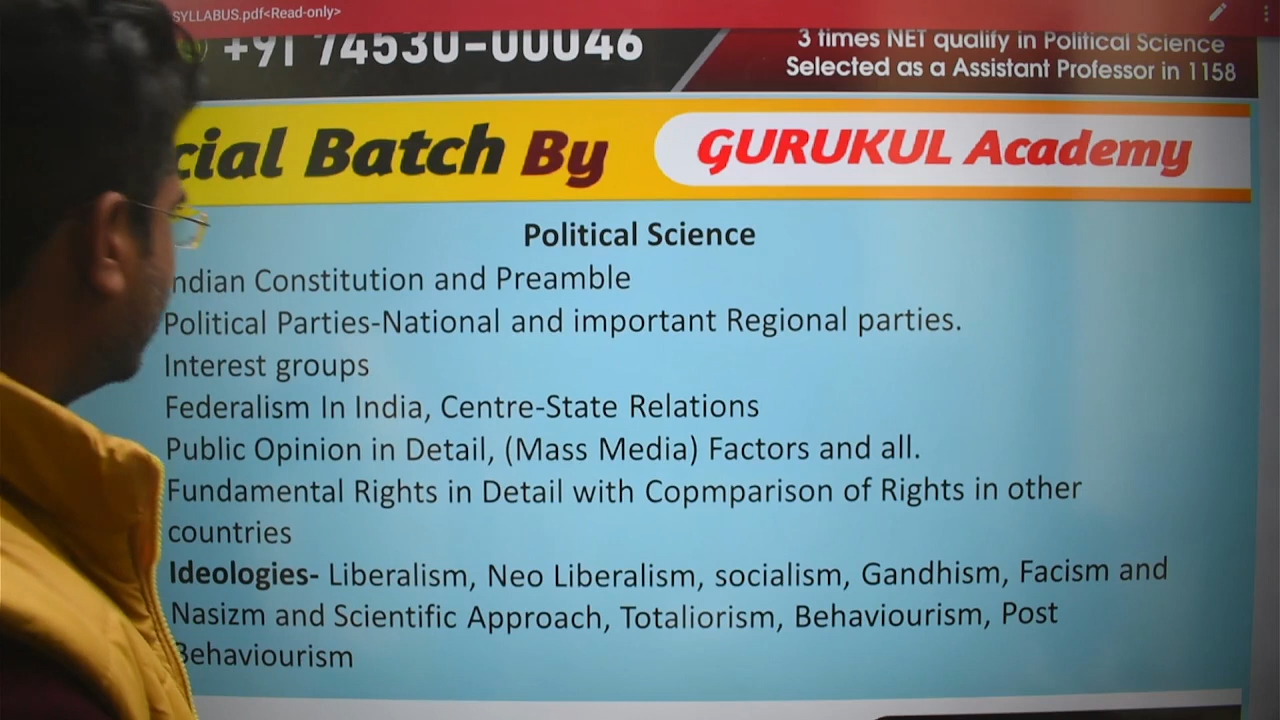 SYLLABUS.pdf<Read-only>
+91 74530-00046
3 times NET qualify in Political Science
Selected as a Assistant Professor in 1158
cial Batch By
GURUKUL Academy
Political Science
ndian Constitution and Preamble
Political Parties-National and important Regional parties.
Interest groups
Federalism In India, Centre-State Relations
Public Opinion in Detail, (Mass Media) Factors and all.
Fundamental Rights in Detail with Copmparison of Rights in other
countries
Ideologies- Liberalism, Neo Liberalism, socialism, Gandhism, Facism and
Nasizm and Scientific Approach, Totaliorism, Behaviourism, Post
Behaviourism